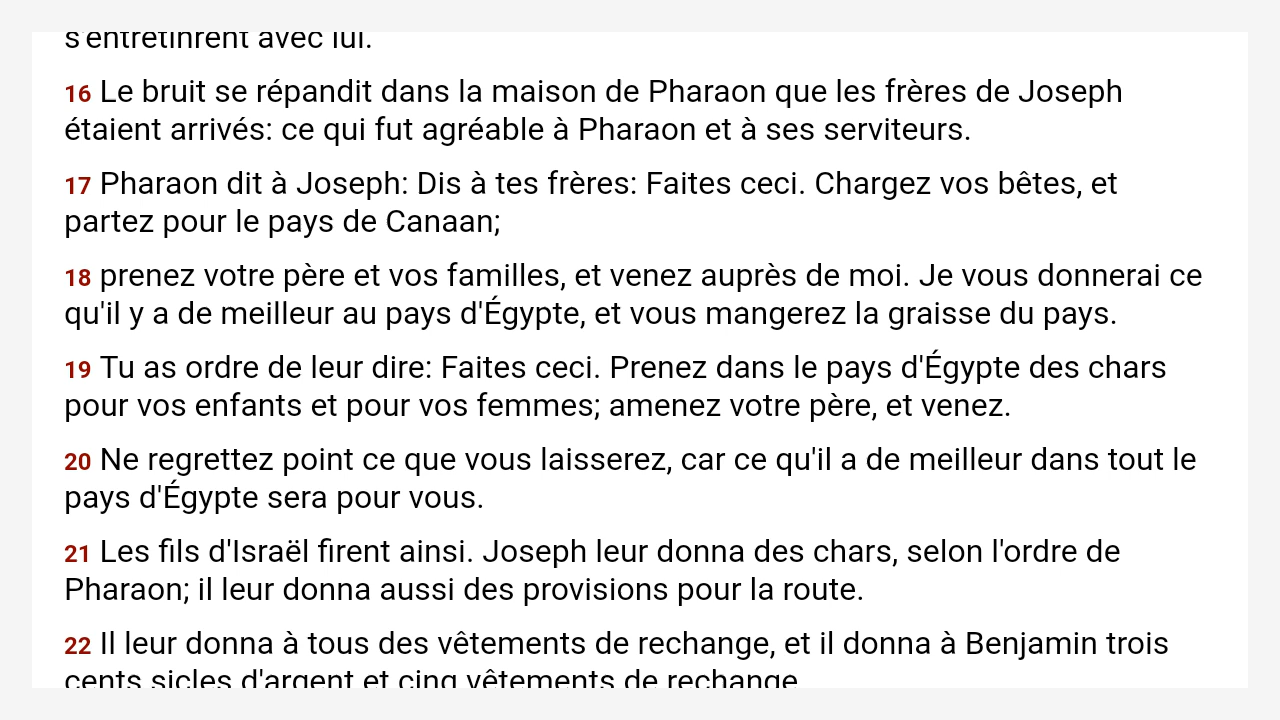 s'entretinrent avec lui.
16 Le bruit se répandit dans la maison de Pharaon que les frères de Joseph
étaient arrivés: ce qui fut agréable à Pharaon et à ses serviteurs.
17 Pharaon dit à Joseph: Dis à tes frères: Faites ceci. Chargez vos bêtes, et
partez pour le pays de Canaan;
18 prenez votre père et vos familles, et venez auprès de moi. Je vous donnerai ce
qu'il y a de meilleur au pays d'Égypte, et vous mangerez la graisse du pays.
19 Tu as ordre de leur dire: Faites ceci. Prenez dans le pays d'Égypte des chars
pour vos enfants et pour vos femmes; amenez votre père, et venez.
20 Ne regrettez point ce que vous laisserez, car ce qu'il a de meilleur dans tout le
pays d'Égypte sera pour vous.
21 Les fils d'Israël firent ainsi. Joseph leur donna des chars, selon l'ordre de
Pharaon; il leur donna aussi des provisions pour la route.
22 Il leur donna à tous des vêtements de rechange, et il donna à Benjamin trois
cents sicles d'argent et cinq vêtements de rechange.